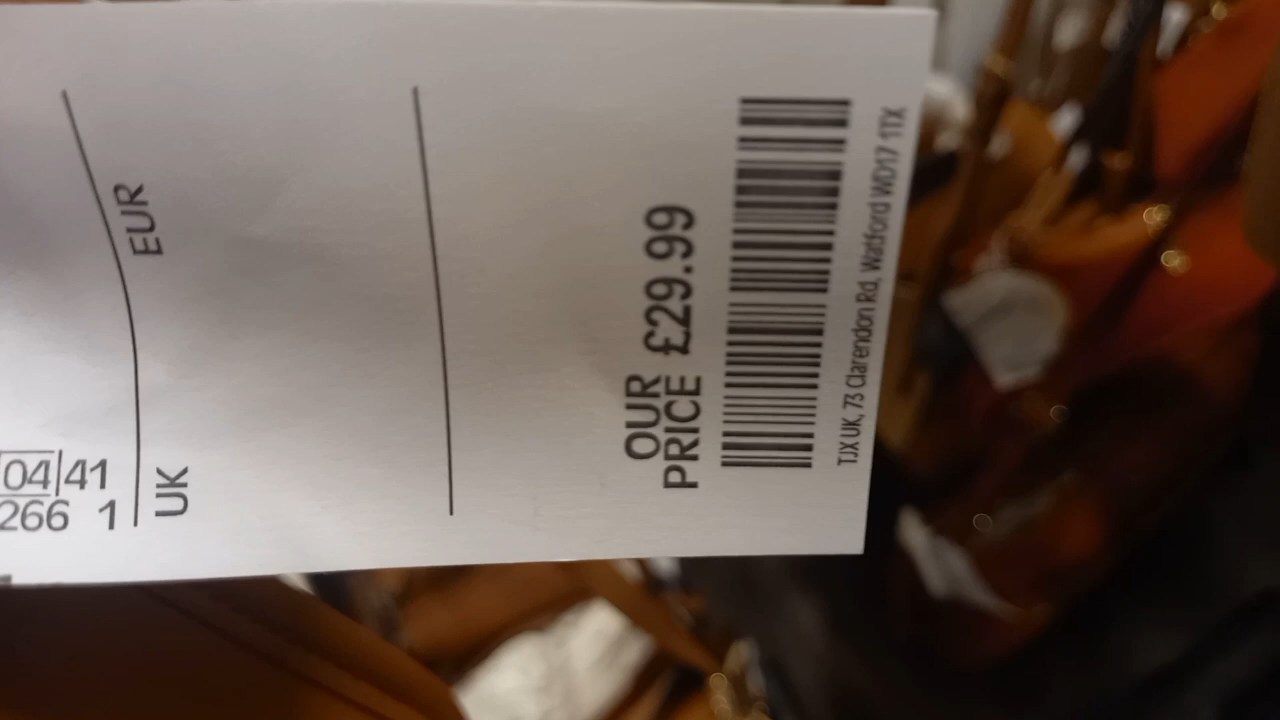 04 41
266 1
UK EUR
OUR
PRICE £29.99
TJX UK, 73 Clarendon Rd, Watford WD17 1TX